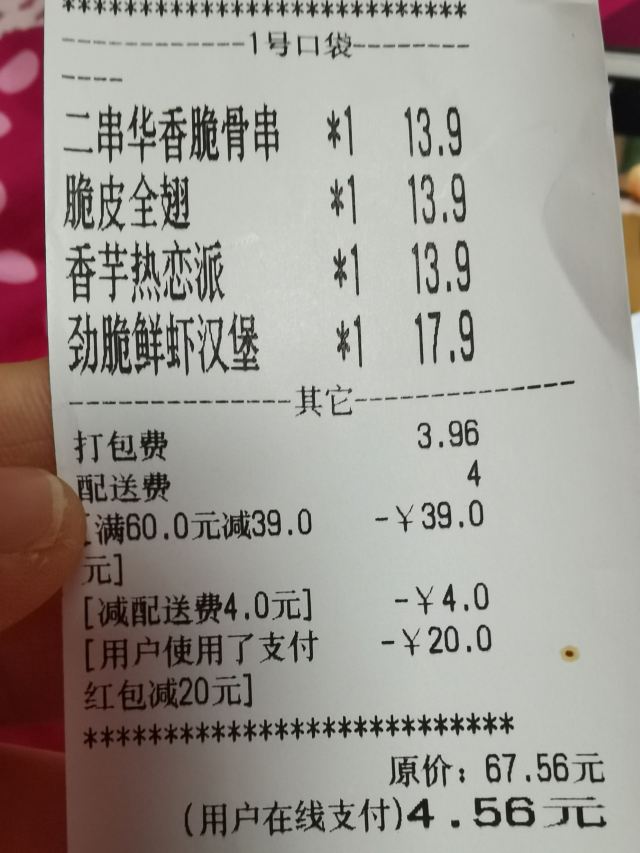 *************************
-----------1号口袋--------
----
二串华香脆骨串 *1 13.9
脆皮全翅 *1 13.9
香芋热恋派 *1 13.9
劲脆鲜虾汉堡 *1 17.9
-------------其它-------------
打包费 3.96
配送费 4
[满60.0元减39.0 -￥39.0
元]
[减配送费4.0元] -￥4.0
[用户使用了支付 -￥20.0
红包减20元]
**************************
原价: 67.56元
(用户在线支付)4.56元